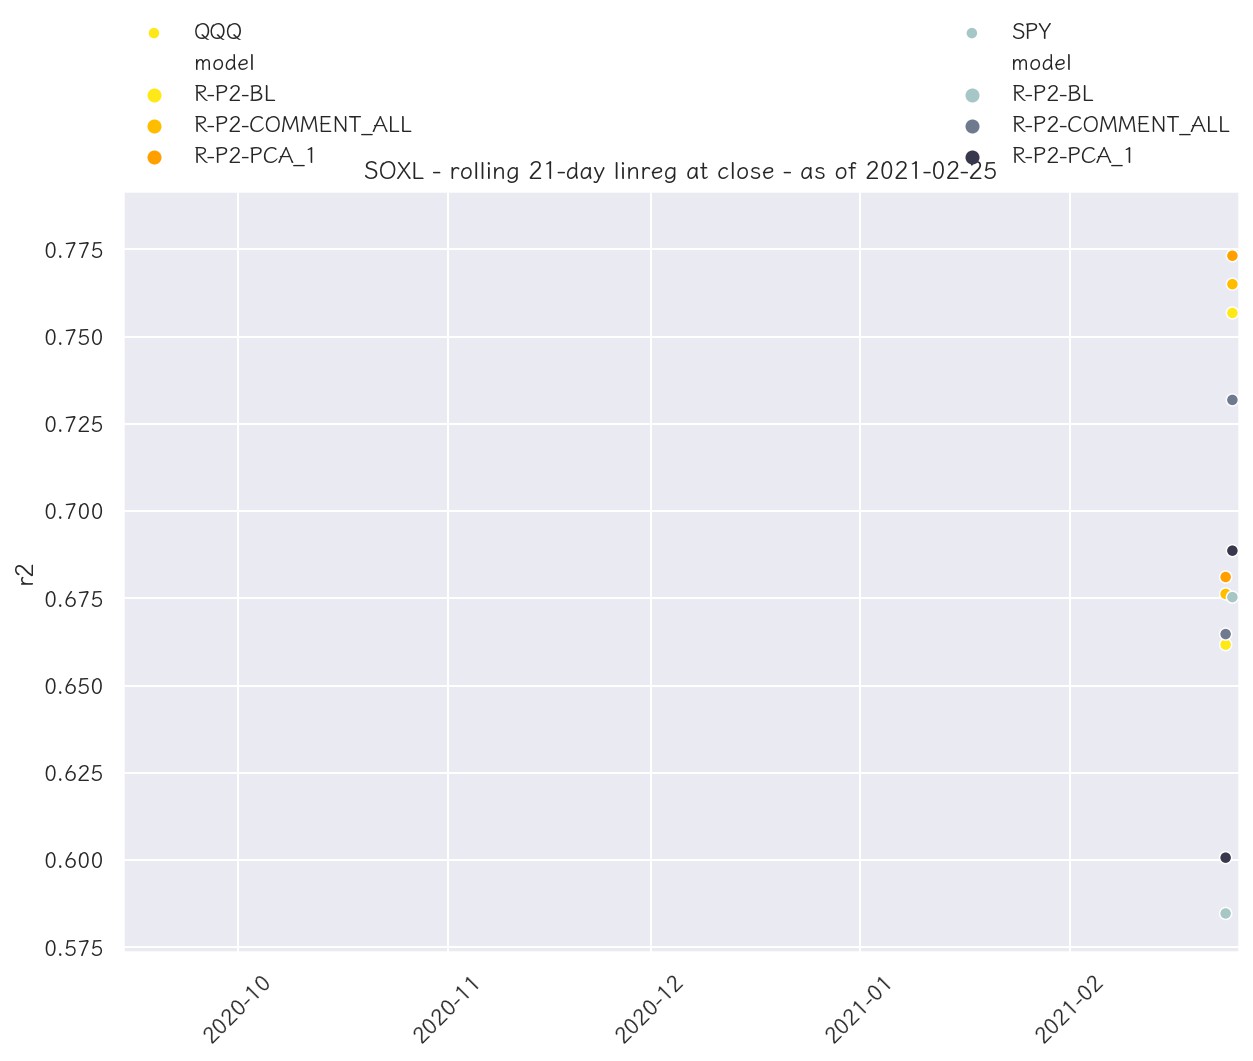 QQQ
model
R-P2-BL
R-P2-COMMENT_ALL
R-P2-PCA_1
SPY
model
R-P2-BL
R-P2-COMMENT_ALL
R-P2-PCA_1
SOXL - rolling 21-day linreg at close - as of 2021-02-25
0.775
0.750
0.725
0.700
0.675
0.650
0.625
0.600
0.575
r2
2020-10
2020-11
2020-12
2021-01
2021-02